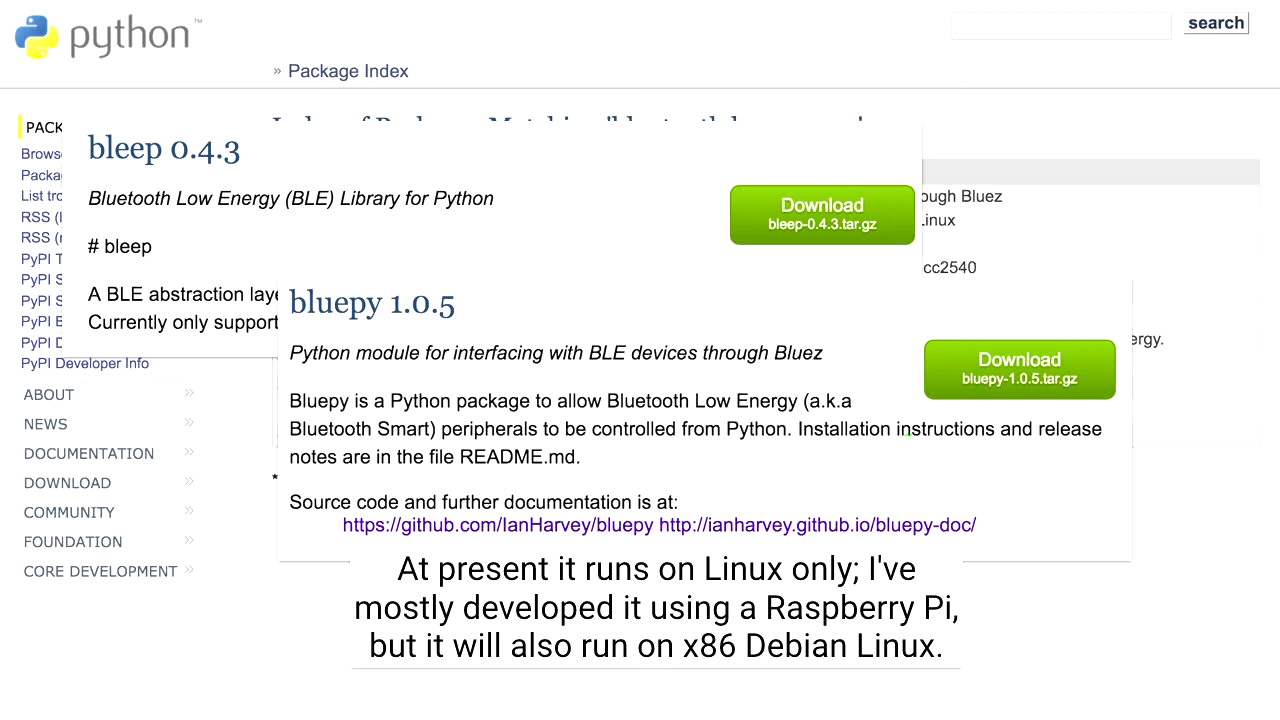 python™
search
» Package Index
PACK
bleep 0.4.3
Brows
Bluetooth Low Energy (BLE) Library for Python
Download
bleep-0.4.3.tar.gz
ough Bluez
Linux
cc2540
ergy.
# bleep
A BLE abstraction laye
Currently only support
Packa
List tro
RSS (
RSS (
PyPI T
PyPI S
PyPI S
PyPI B
PyPI D
PyPI Developer Info
ABOUT »
NEWS »
DOCUMENTATION »
DOWNLOAD »
COMMUNITY »
FOUNDATION »
CORE DEVELOPMENT »
bluepy 1.0.5
Python module for interfacing with BLE devices through Bluez
Download
bluepy-1.0.5.tar.gz
Bluepy is a Python package to allow Bluetooth Low Energy (a.k.a
Bluetooth Smart) peripherals to be controlled from Python. Installation instructions and release
notes are in the file README.md.
*
Source code and further documentation is at:
https://github.com/IanHarvey/bluepy http://ianharvey.github.io/bluepy-doc/
At present it runs on Linux only; I've
mostly developed it using a Raspberry Pi,
but it will also run on x86 Debian Linux.